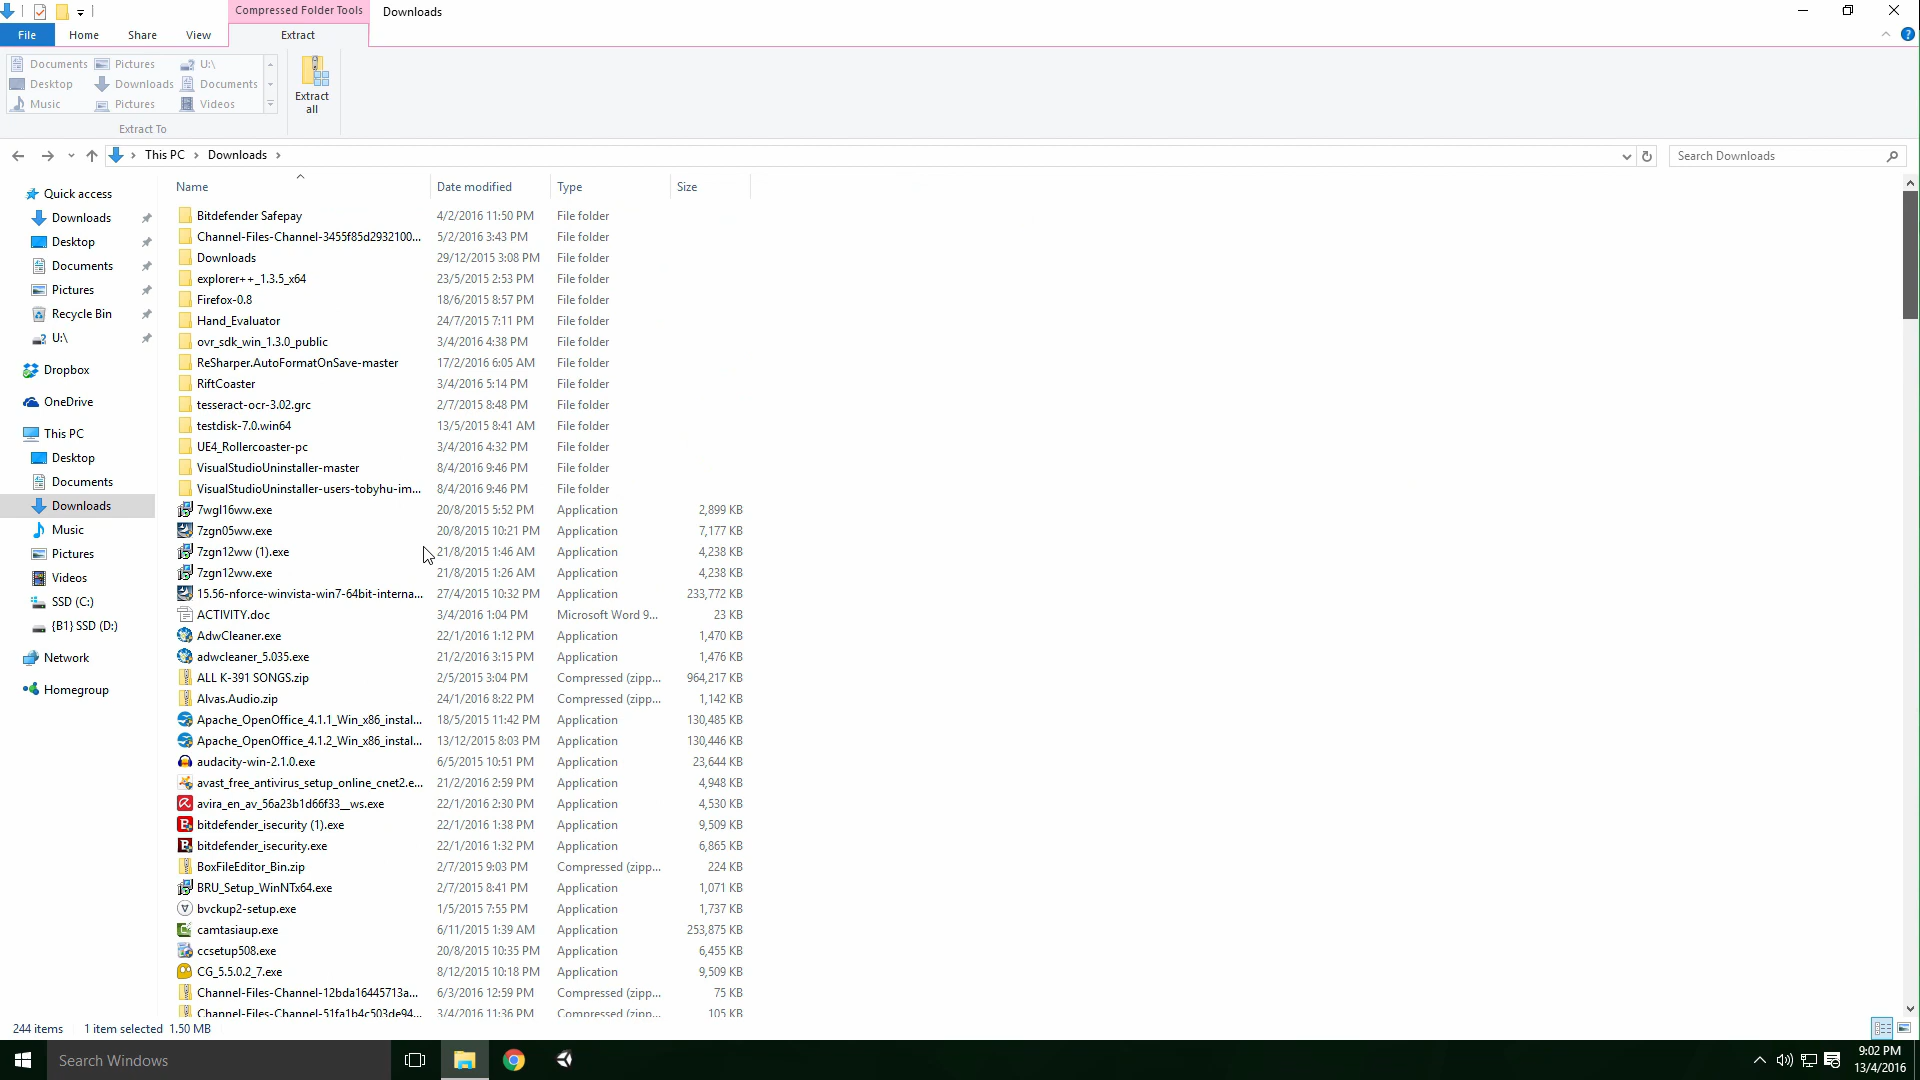 Compressed Folder Tools Downloads
File Home Share View Extract
Documents Pictures U:\
Desktop Downloads Documents
Music Pictures Videos
Extract all
Extract To
This PC Downloads
Search Downloads
Name Date modified Type Size
Quick access
Downloads
Desktop
Documents
Pictures
Recycle Bin
U:\
Dropbox
OneDrive
This PC
Desktop
Documents
Downloads
Music
Pictures
Videos
SSD (C:)
{B1} SSD (D:)
Network
Homegroup
Bitdefender Safepay 4/2/2016 11:50 PM File folder
Channel-Files-Channel-3455f85d2932100... 5/2/2016 3:43 PM File folder
Downloads 29/12/2015 3:08 PM File folder
explorer++_1.3.5_x64 23/5/2015 2:53 PM File folder
Firefox-0.8 18/6/2015 8:57 PM File folder
Hand_Evaluator 24/7/2015 7:11 PM File folder
ovr_sdk_win_1.3.0_public 3/4/2016 4:38 PM File folder
ReSharper.AutoFormatOnSave-master 17/2/2016 6:05 AM File folder
RiftCoaster 3/4/2016 5:14 PM File folder
tesseract-ocr-3.02.grc 2/7/2015 8:48 PM File folder
testdisk-7.0.win64 13/5/2015 8:41 AM File folder
UE4_Rollercoaster-pc 3/4/2016 4:32 PM File folder
VisualStudioUninstaller-master 8/4/2016 9:46 PM File folder
VisualStudioUninstaller-users-tobyhu-im... 8/4/2016 9:46 PM File folder
7wgl16ww.exe 20/8/2015 5:52 PM Application 2,899 KB
7zgn05ww.exe 20/8/2015 10:21 PM Application 7,177 KB
7zgn12ww (1).exe 21/8/2015 1:46 AM Application 4,238 KB
7zgn12ww.exe 21/8/2015 1:26 AM Application 4,238 KB
15.56-nforce-winvista-win7-64bit-interna... 27/4/2015 10:32 PM Application 233,772 KB
ACTIVITY.doc 3/4/2016 1:04 PM Microsoft Word 9... 23 KB
AdwCleaner.exe 22/1/2016 1:12 PM Application 1,470 KB
adwcleaner_5.035.exe 21/2/2016 3:15 PM Application 1,476 KB
ALL K-391 SONGS.zip 2/5/2015 3:04 PM Compressed (zipp... 964,217 KB
Alvas.Audio.zip 24/1/2016 8:22 PM Compressed (zipp... 1,142 KB
Apache_OpenOffice_4.1.1_Win_x86_instal... 18/5/2015 11:42 PM Application 130,485 KB
Apache_OpenOffice_4.1.2_Win_x86_instal... 13/12/2015 8:03 PM Application 130,446 KB
audacity-win-2.1.0.exe 6/5/2015 10:51 PM Application 23,644 KB
avast_free_antivirus_setup_online_cnet2.e... 21/2/2016 2:59 PM Application 4,948 KB
avira_en_av_56a23b1d66f33__ws.exe 22/1/2016 2:30 PM Application 4,530 KB
bitdefender_isecurity (1).exe 22/1/2016 1:38 PM Application 9,509 KB
bitdefender_isecurity.exe 22/1/2016 1:32 PM Application 6,865 KB
BoxFileEditor_Bin.zip 2/7/2015 9:03 PM Compressed (zipp... 224 KB
BRU_Setup_WinNTx64.exe 2/7/2015 8:41 PM Application 1,071 KB
bvckup2-setup.exe 1/5/2015 7:55 PM Application 1,737 KB
camtasiaup.exe 6/11/2015 1:39 AM Application 253,875 KB
ccsetup508.exe 20/8/2015 10:35 PM Application 6,455 KB
CG_5.5.0.2_7.exe 8/12/2015 10:18 PM Application 9,509 KB
Channel-Files-Channel-12bda16445713a... 6/3/2016 12:59 PM Compressed (zipp... 75 KB
Channel-Files-Channel-51fa1b4c503de94... 3/4/2016 11:36 PM Compressed (zipp... 105 KB
244 items 1 item selected 1.50 MB
Search Windows
9:02 PM
13/4/2016